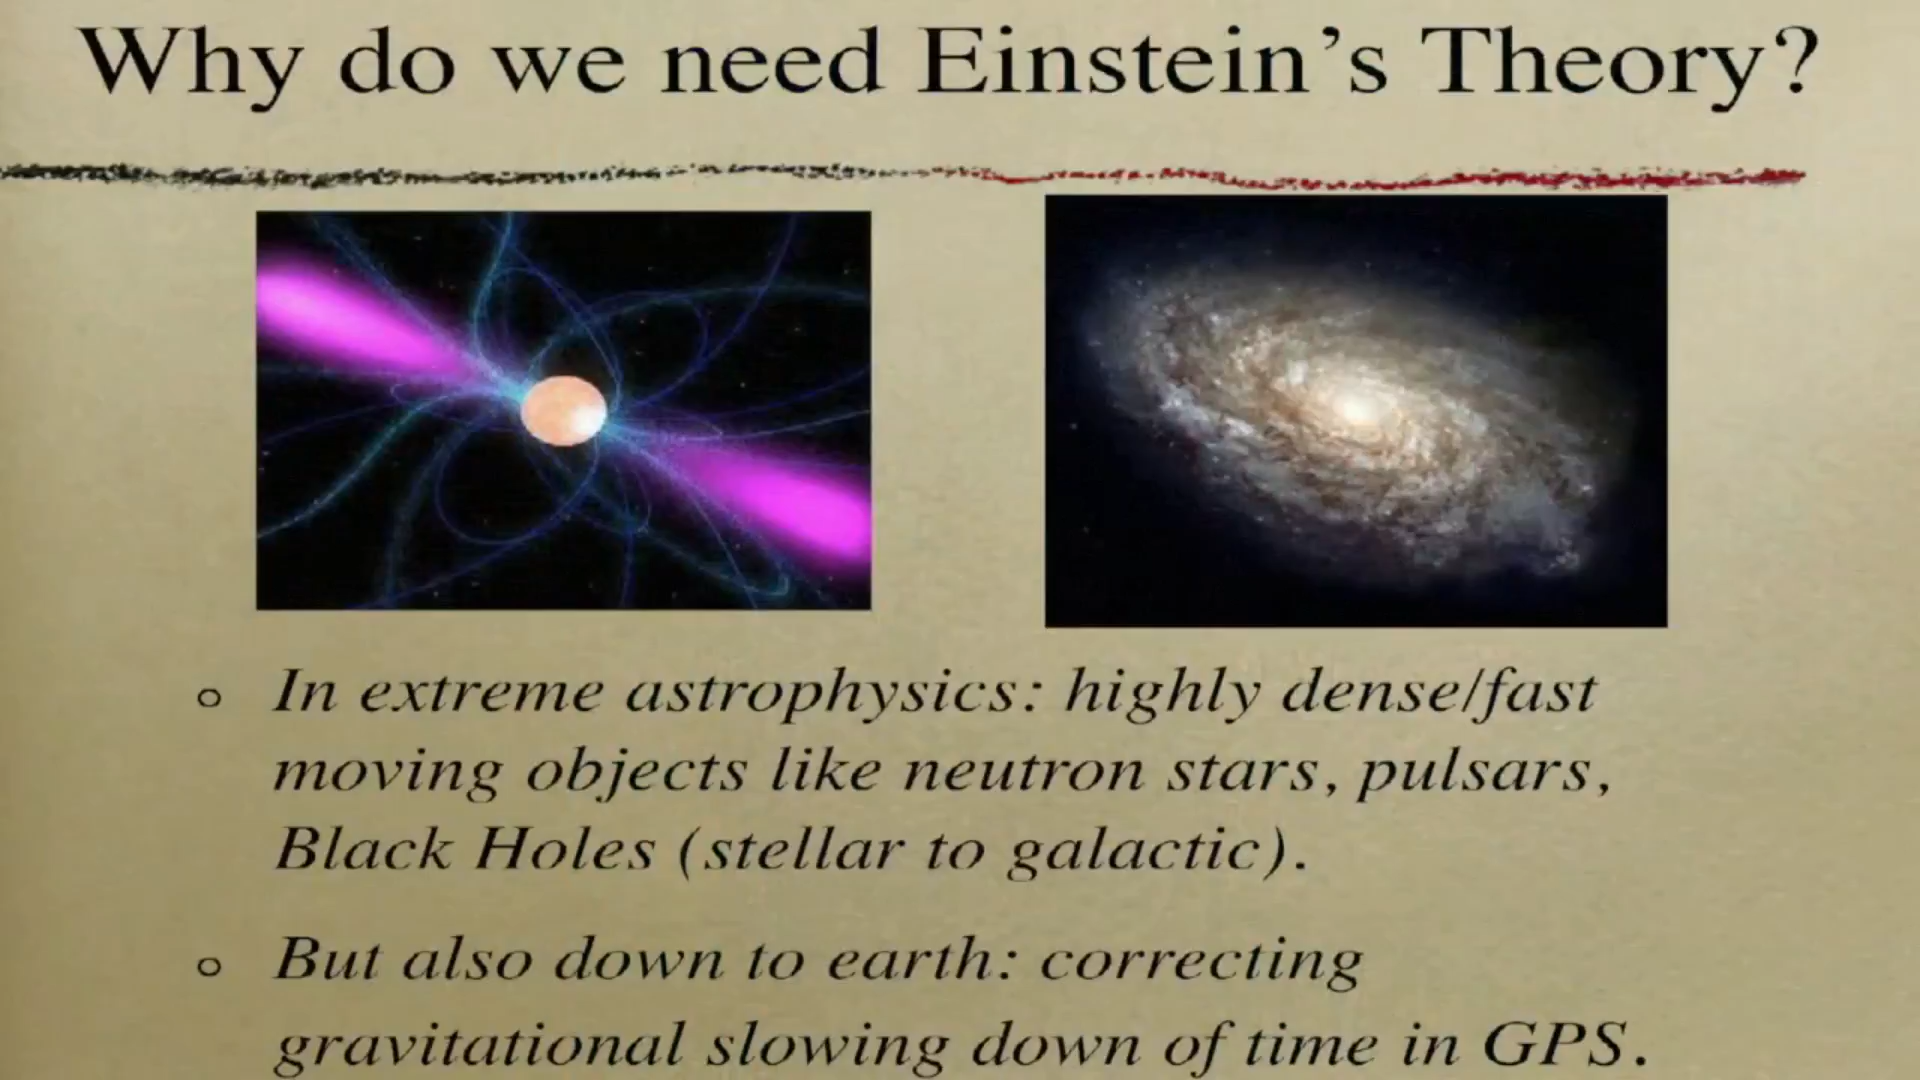 Why do we need Einstein's Theory?
In extreme astrophysics: highly dense/fast
moving objects like neutron stars, pulsars,
Black Holes (stellar to galactic).
But also down to earth: correcting
gravitational slowing down of time in GPS.